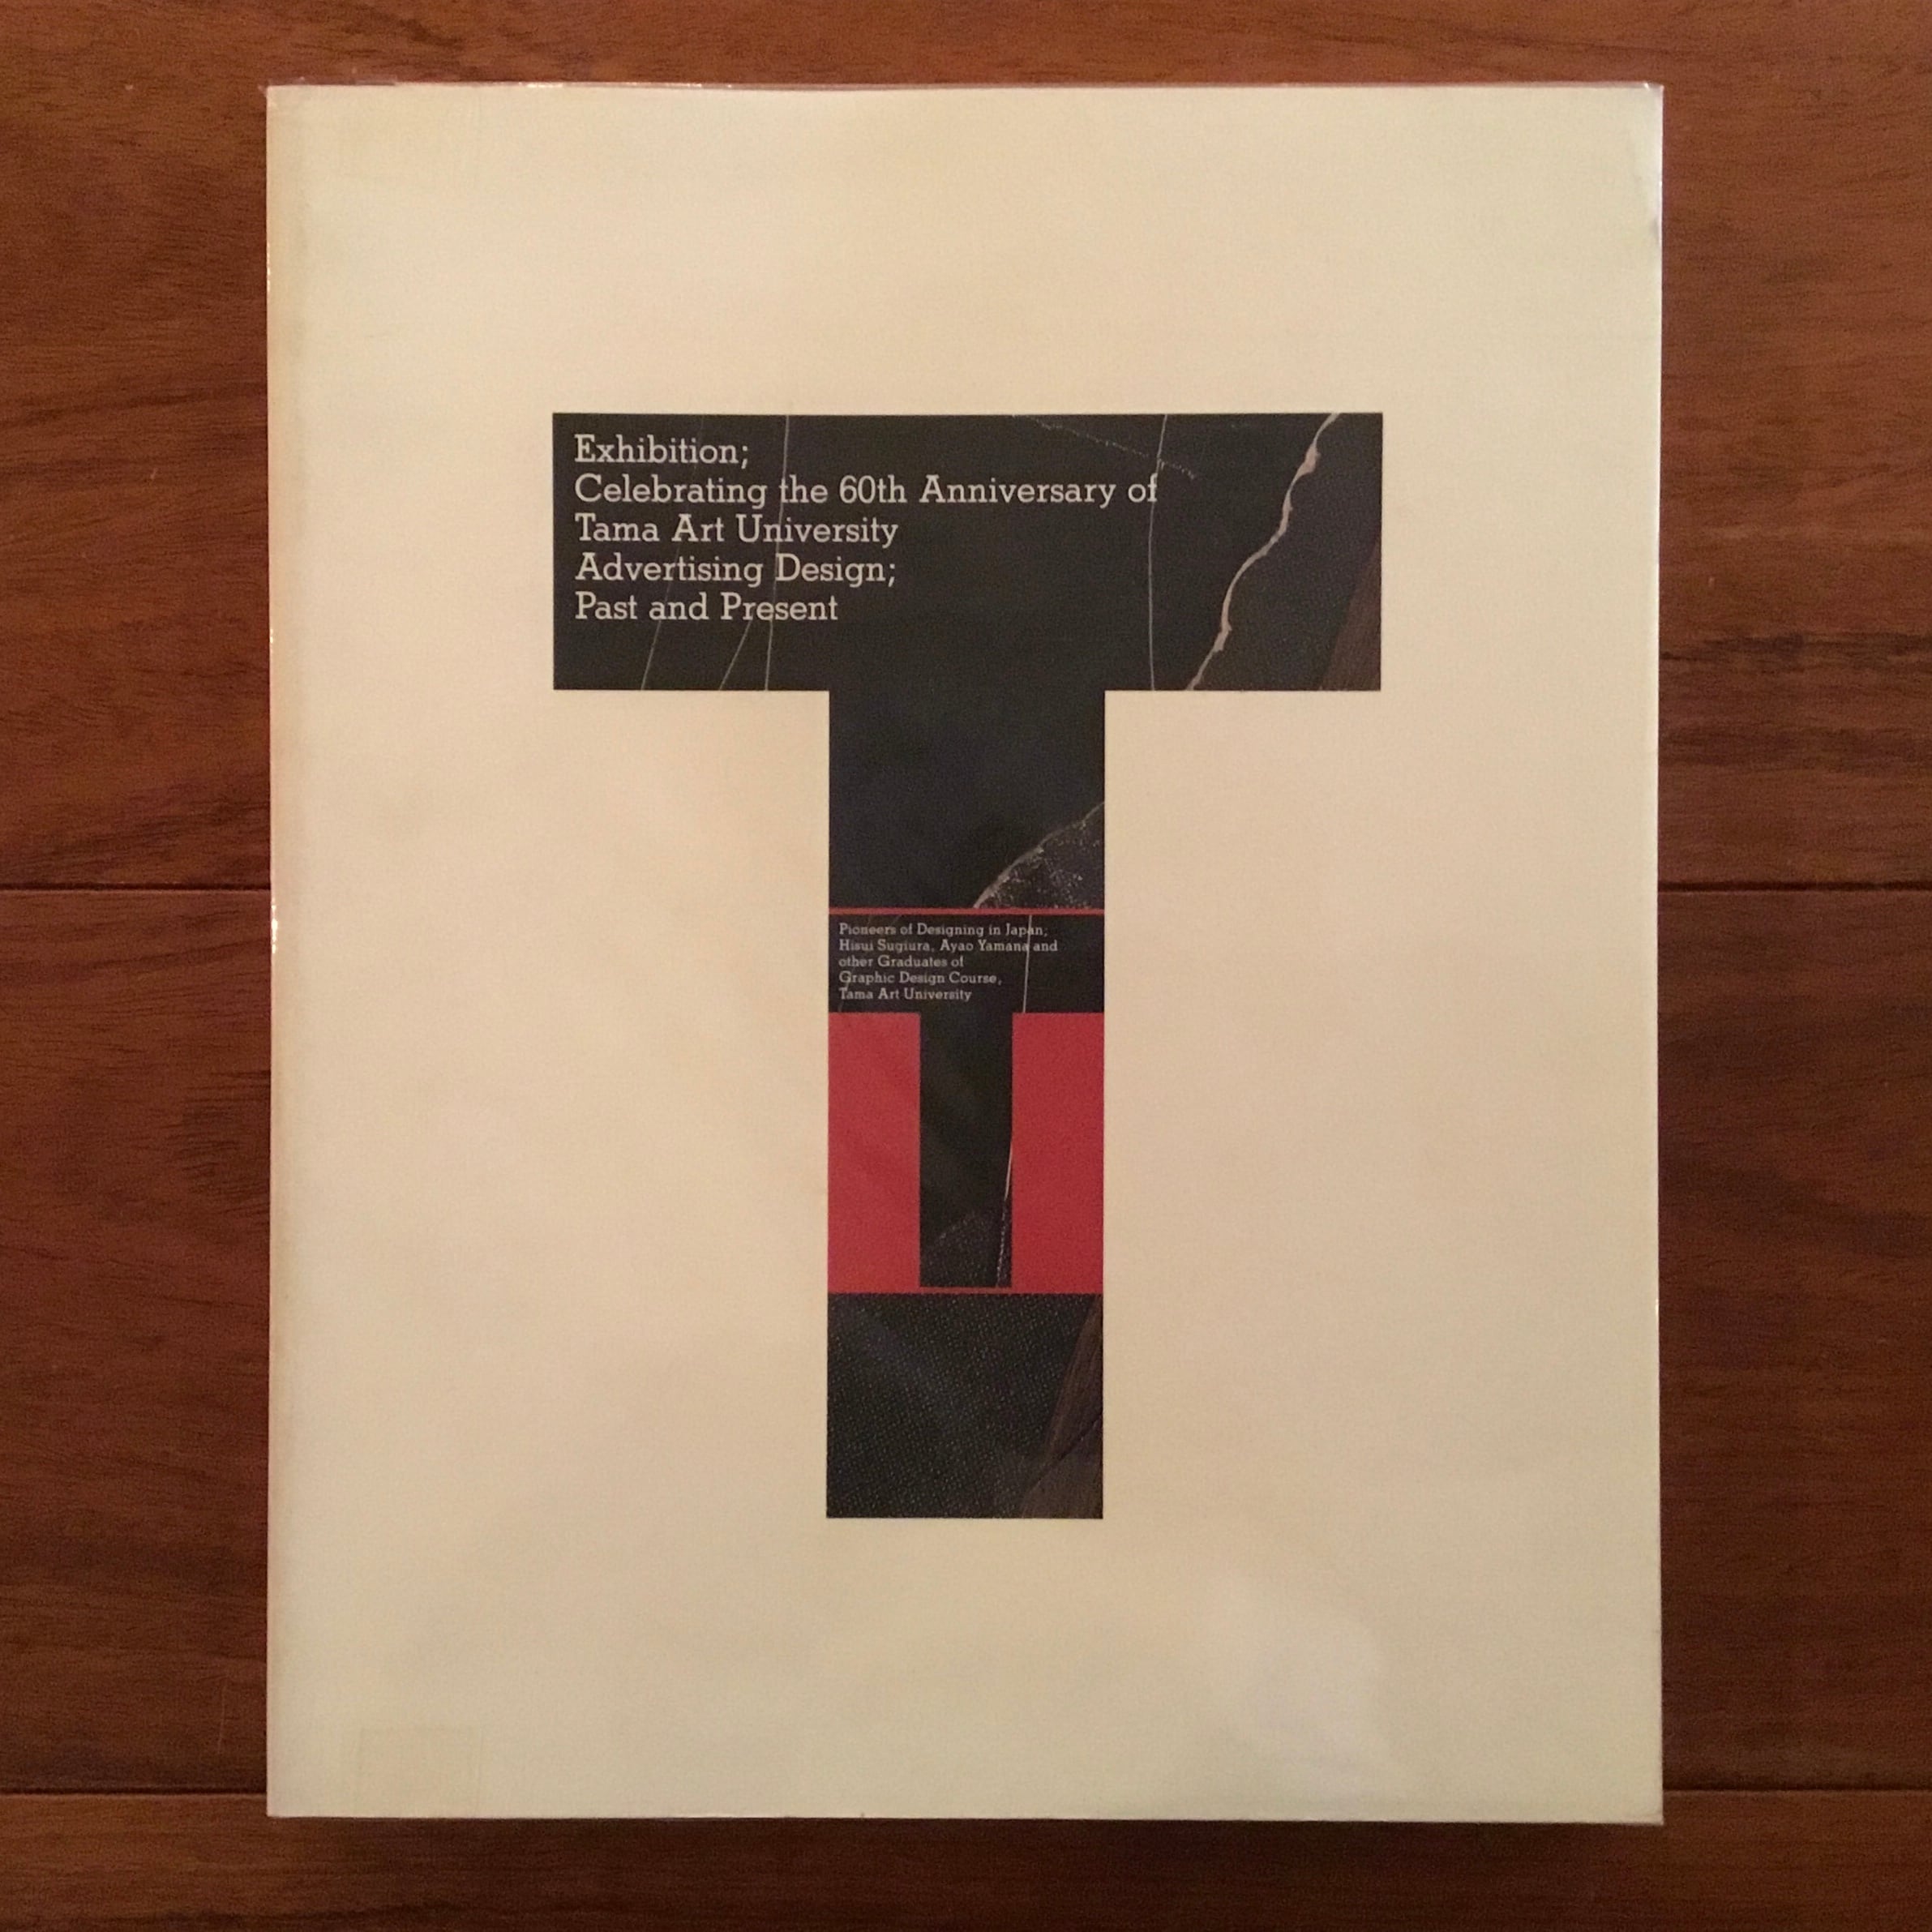 Exhibition;
Celebrating the 60th Anniversary of
Tama Art University
Advertising Design;
Past and Present
Pioneers of Designing in Japan;
Hisui Sugiura, Ayao Yamana and
other Graduates of
Graphic Design Course,
Tama Art University